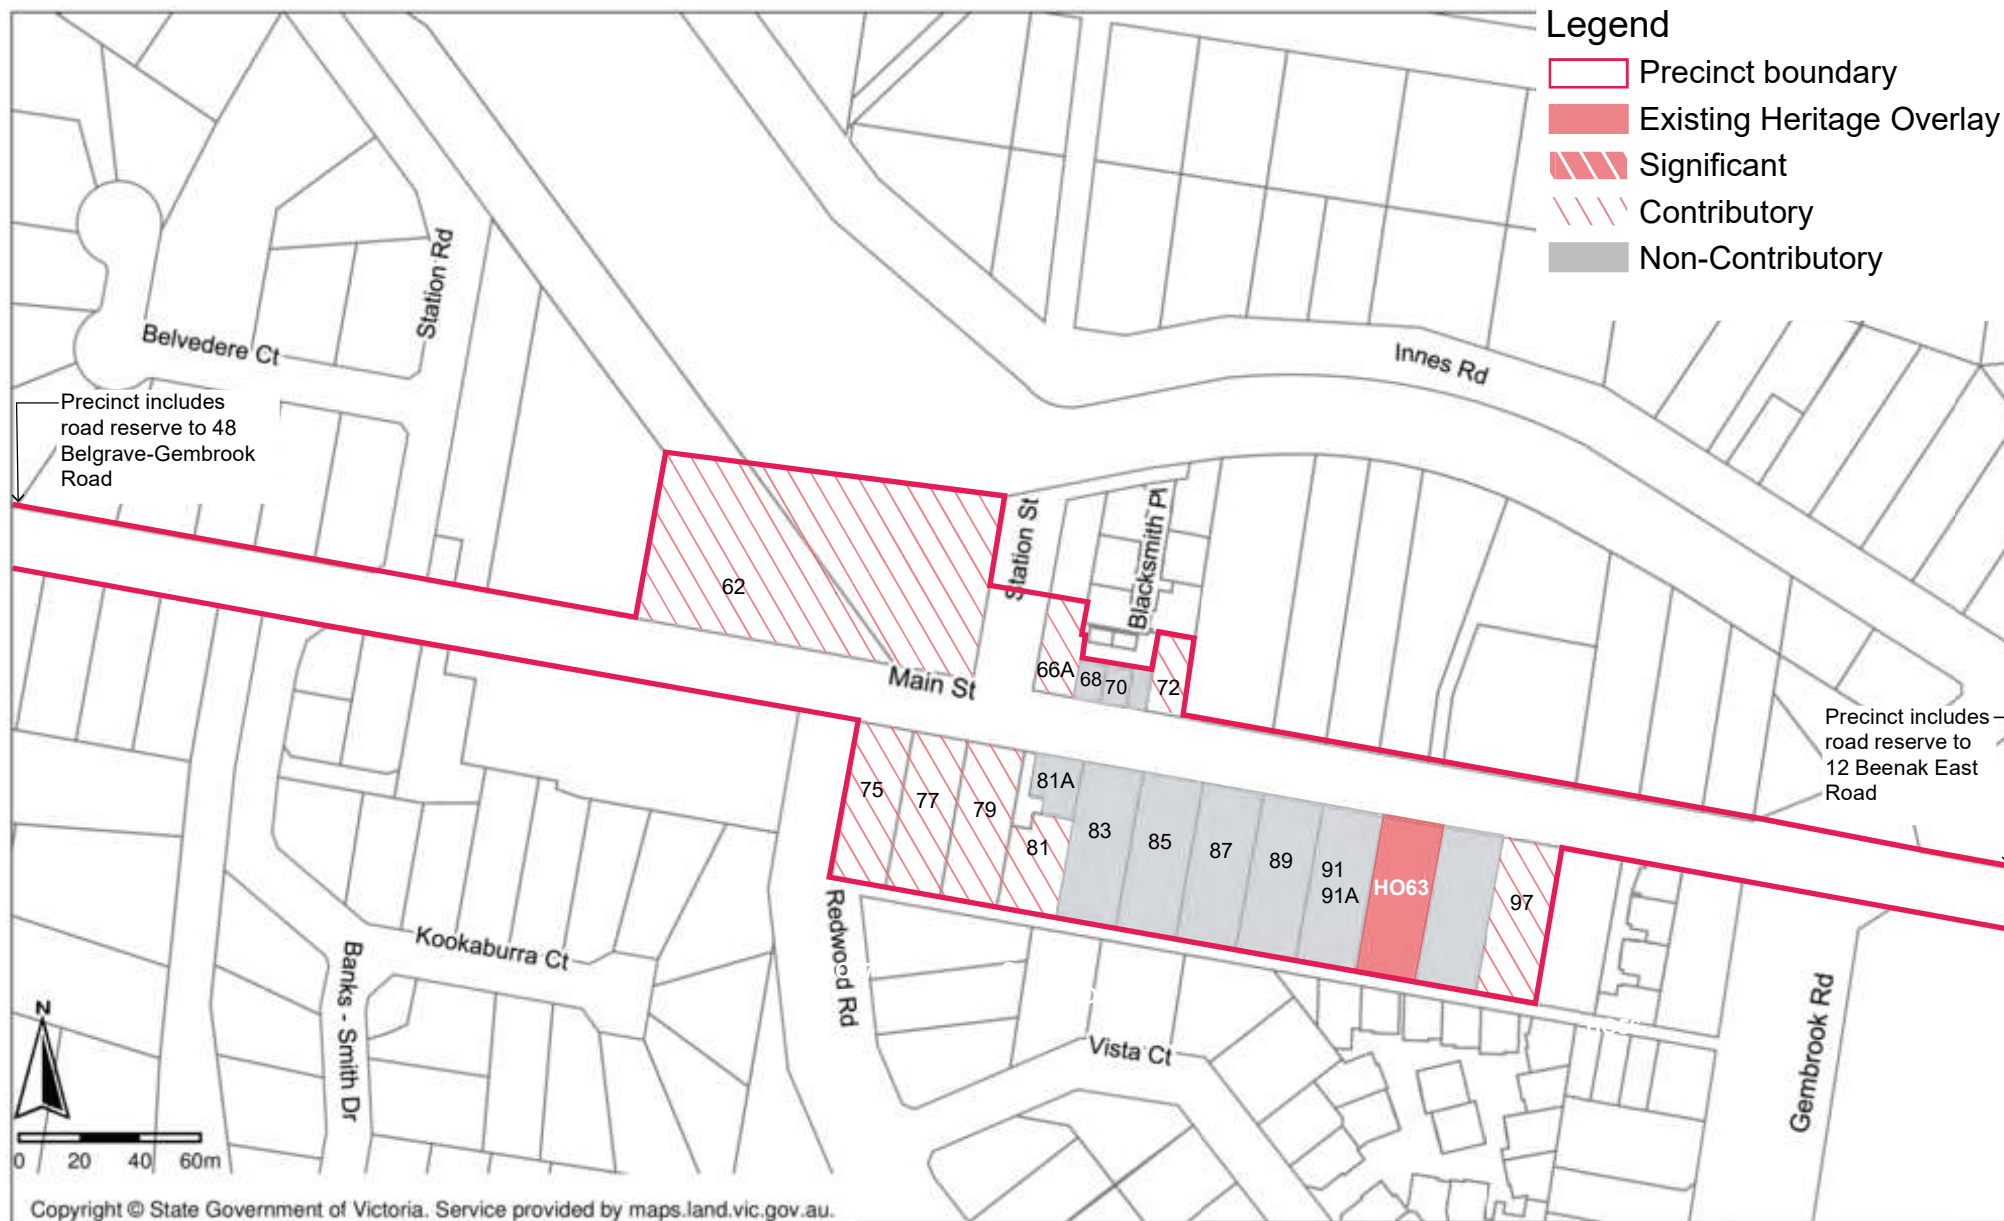 Legend
Precinct boundary
Existing Heritage Overlay
Significant
Contributory
Non-Contributory
Station Rd
Belvedere Ct
Innes Rd
Precinct includes
road reserve to 48
Belgrave-Gembrook
Road
Station St
Blacksmith Pl
62
66A
68
70
72
Main St
Precinct includes
road reserve to
12 Beenak East
Road
75
77
79
81A
81
83
85
87
89
91
91A
HO63
97
Redwood Rd
Kookaburra Ct
Banks - Smith Dr
Vista Ct
Gembrook Rd
N
0 20 40 60m
Copyright © State Government of Victoria. Service provided by maps.land.vic.gov.au.